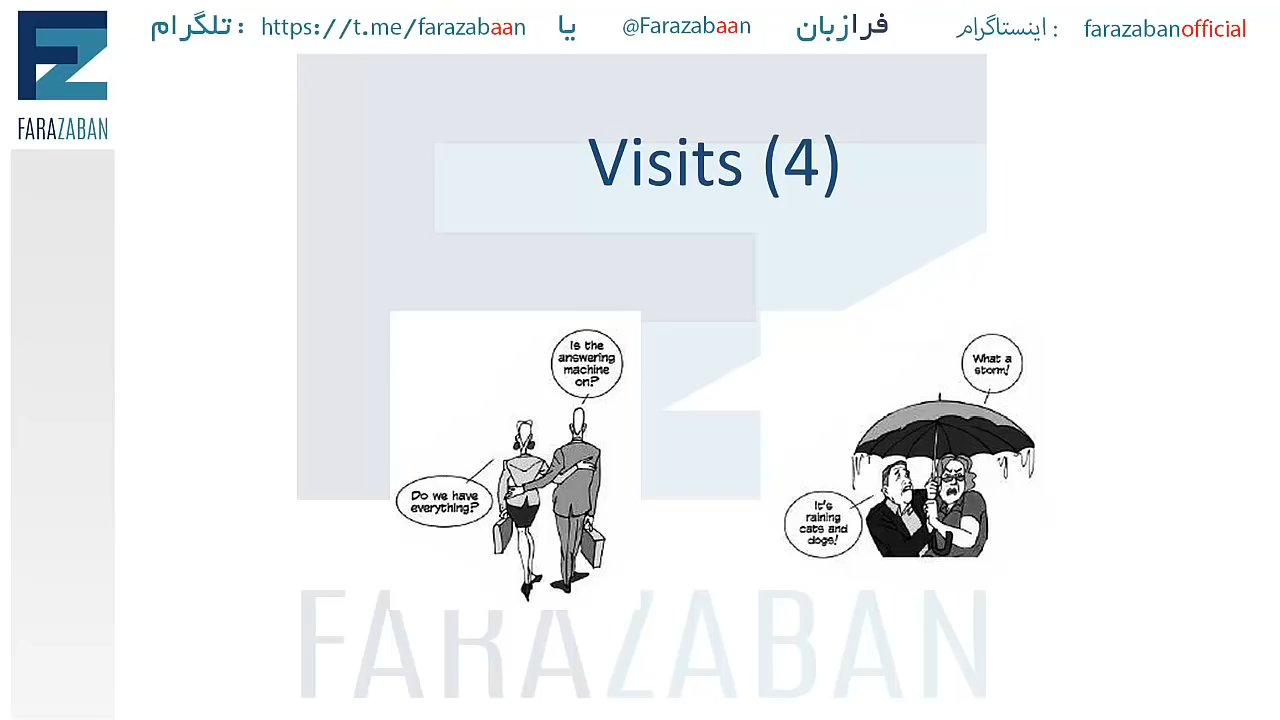 تلگرام : https://t.me/farazabaan یا @Farazabaan فرازبان اینستاگرام : farazabanofficial
FZ
FARAZABAN
Visits (4)
Is the
answering
machine
on?
Do we have
everything?
What a
storm!
It's
raining
cats and
dogs!
FARAZABAN